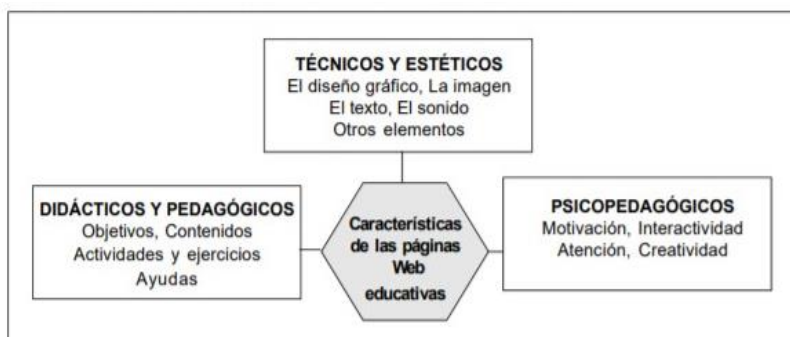 TÉCNICOS Y ESTÉTICOS
El diseño gráfico, La imagen
El texto, El sonido
Otros elementos
DIDÁCTICOS Y PEDAGÓGICOS
Objetivos, Contenidos
Actividades y ejercicios
Ayudas
Características
de las páginas
Web
educativas
PSICOPEDAGÓGICOS
Motivación, Interactividad
Atención, Creatividad